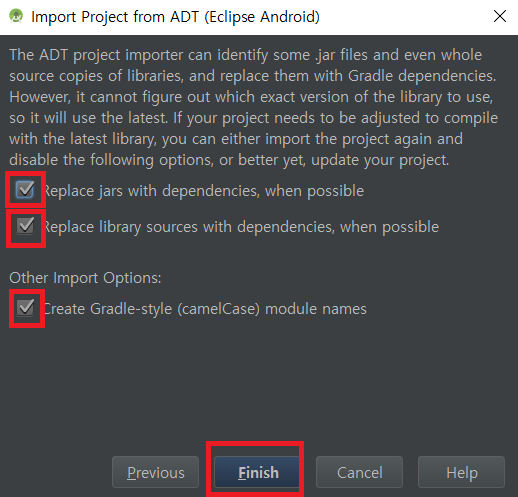 Import Project from ADT (Eclipse Android)
The ADT project importer can identify some .jar files and even whole
source copies of libraries, and replace them with Gradle dependencies.
However, it cannot figure out which exact version of the library to use,
so it will use the latest. If your project needs to be adjusted to compile
with the latest library, you can either import the project again and
disable the following options, or better yet, update your project.
Replace jars with dependencies, when possible
Replace library sources with dependencies, when possible
Other Import Options:
Create Gradle-style (camelCase) module names
Previous
Finish
Cancel
Help